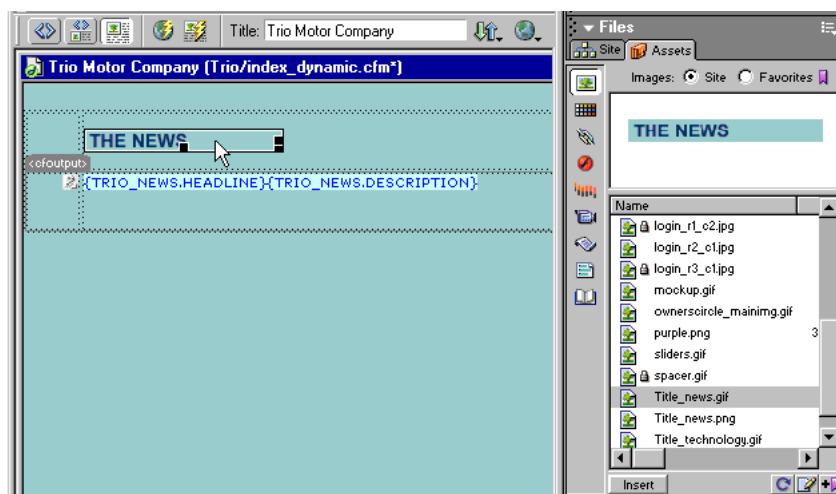 Title: Trio Motor Company
Trio Motor Company (Trio/index_dynamic.cfm*)
THE NEWS
<cfoutput>
{TRIO_NEWS.HEADLINE}{TRIO_NEWS.DESCRIPTION}
Files
Site Assets
Images: Site Favorites
THE NEWS
Name
login_r1_c2.jpg
login_r2_c1.jpg
login_r3_c1.jpg
mockup.gif
ownerscircle_mainimg.gif
purple.png 3
sliders.gif
spacer.gif
Title_news.gif
Title_news.png
Title_technology.gif
Insert